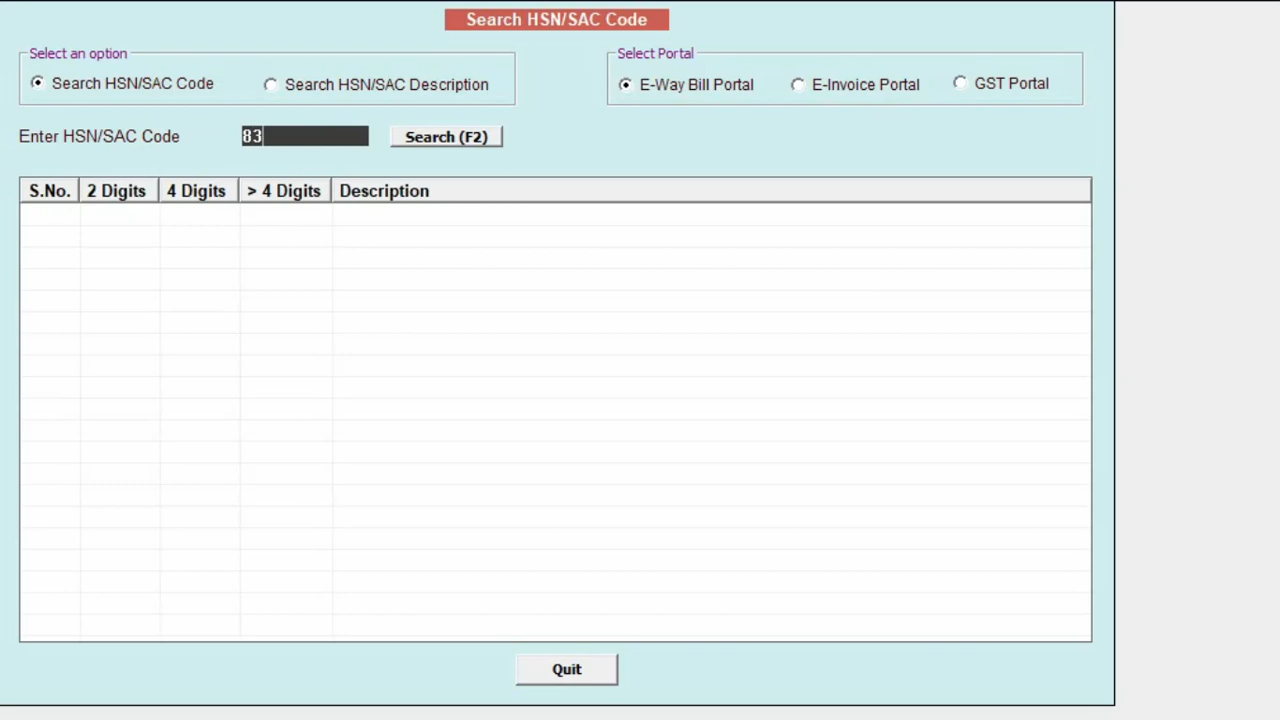 Search HSN/SAC Code
Select an option
Select Portal
Search HSN/SAC Code
Search HSN/SAC Description
E-Way Bill Portal
E-Invoice Portal
GST Portal
Enter HSN/SAC Code
83
Search (F2)
S.No. 2 Digits 4 Digits > 4 Digits Description
Quit